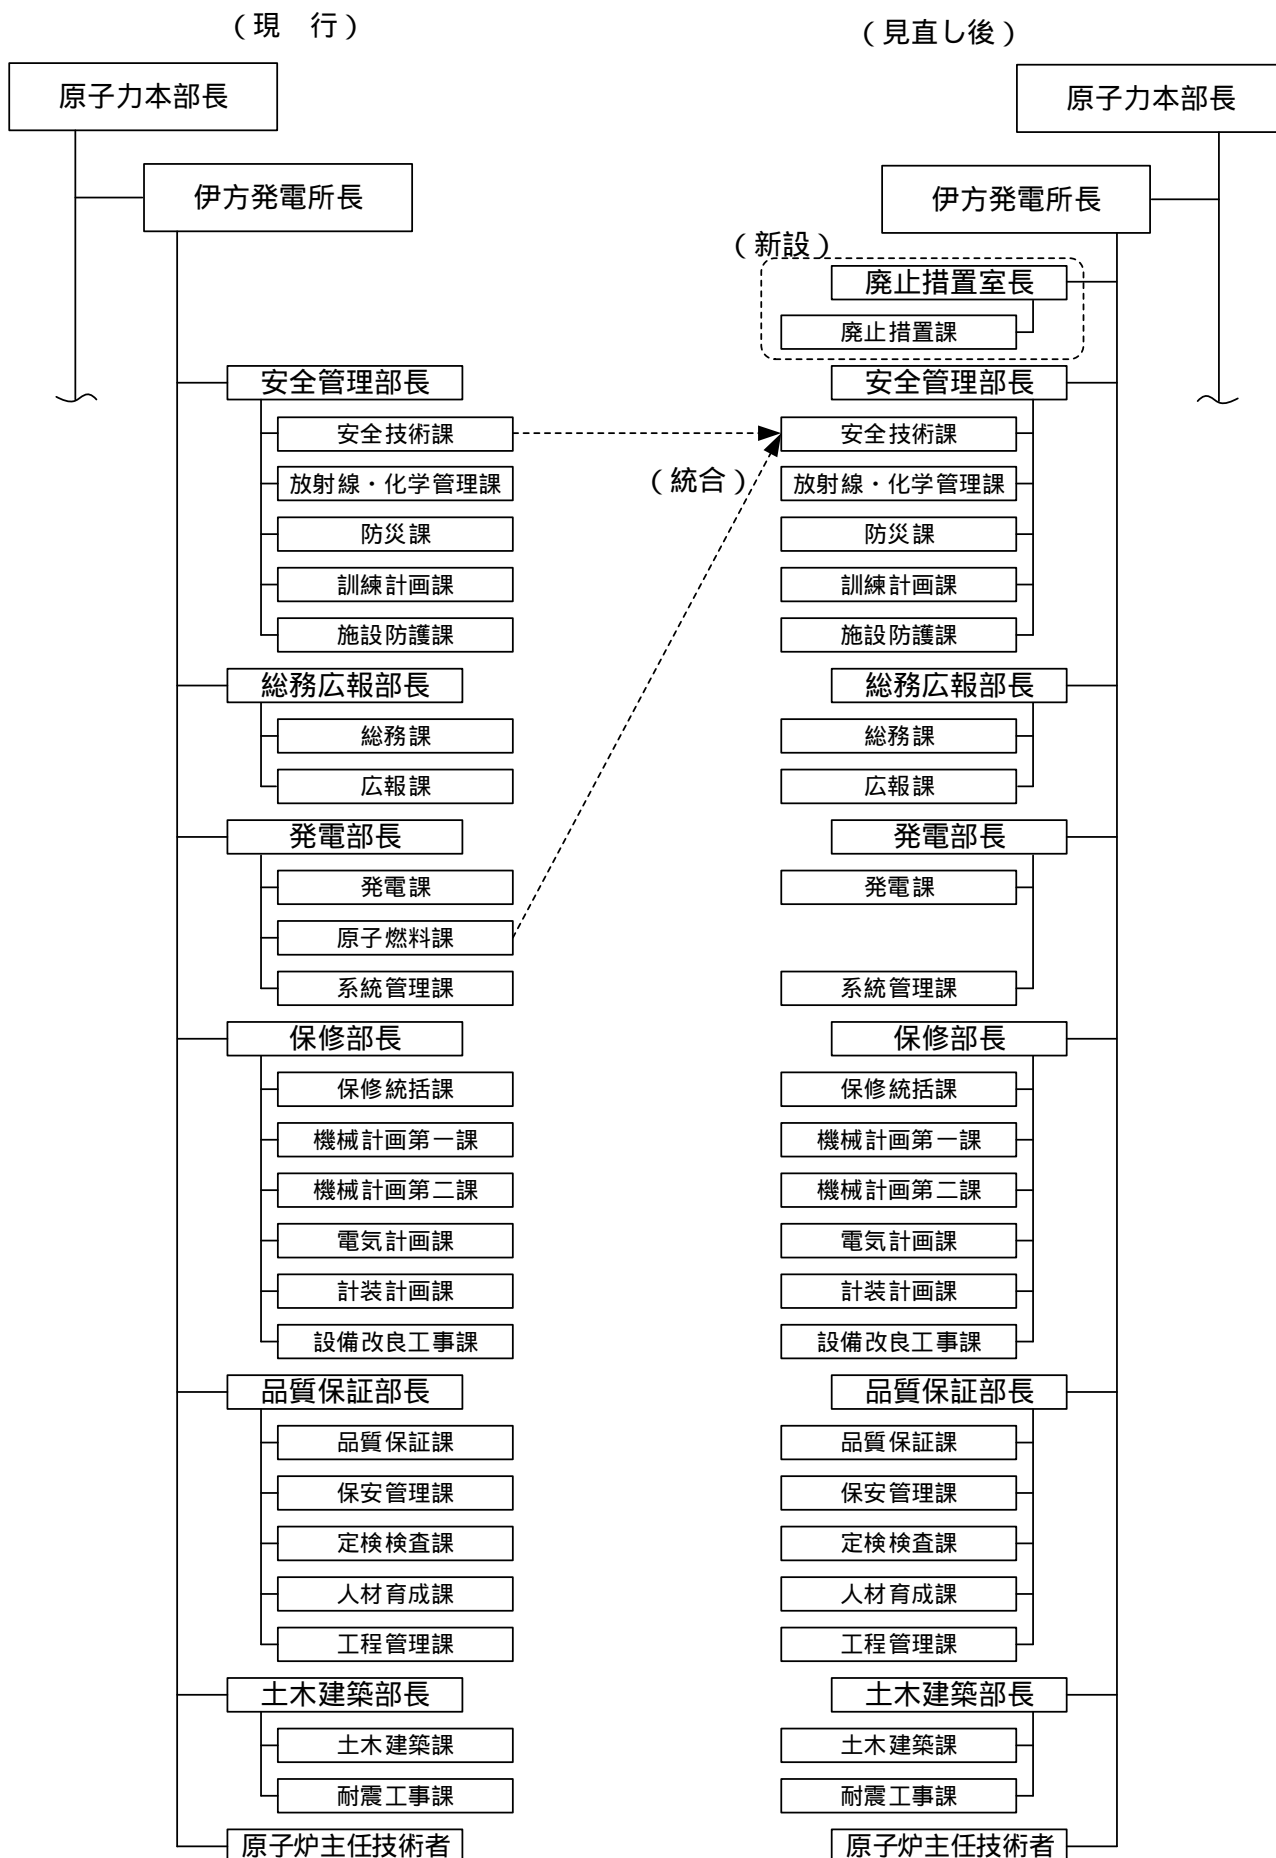 （現　行）
原子力本部長
伊方発電所長
安全管理部長
安全技術課
放射線・化学管理課
防災課
訓練計画課
施設防護課
総務広報部長
総務課
広報課
発電部長
発電課
原子燃料課
系統管理課
保修部長
保修統括課
機械計画第一課
機械計画第二課
電気計画課
計装計画課
設備改良工事課
品質保証部長
品質保証課
保安管理課
定検検査課
人材育成課
工程管理課
土木建築部長
土木建築課
耐震工事課
原子炉主任技術者
（統合）
（見直し後）
原子力本部長
伊方発電所長
（新設）
廃止措置室長
廃止措置課
安全管理部長
安全技術課
放射線・化学管理課
防災課
訓練計画課
施設防護課
総務広報部長
総務課
広報課
発電部長
発電課
系統管理課
保修部長
保修統括課
機械計画第一課
機械計画第二課
電気計画課
計装計画課
設備改良工事課
品質保証部長
品質保証課
保安管理課
定検検査課
人材育成課
工程管理課
土木建築部長
土木建築課
耐震工事課
原子炉主任技術者